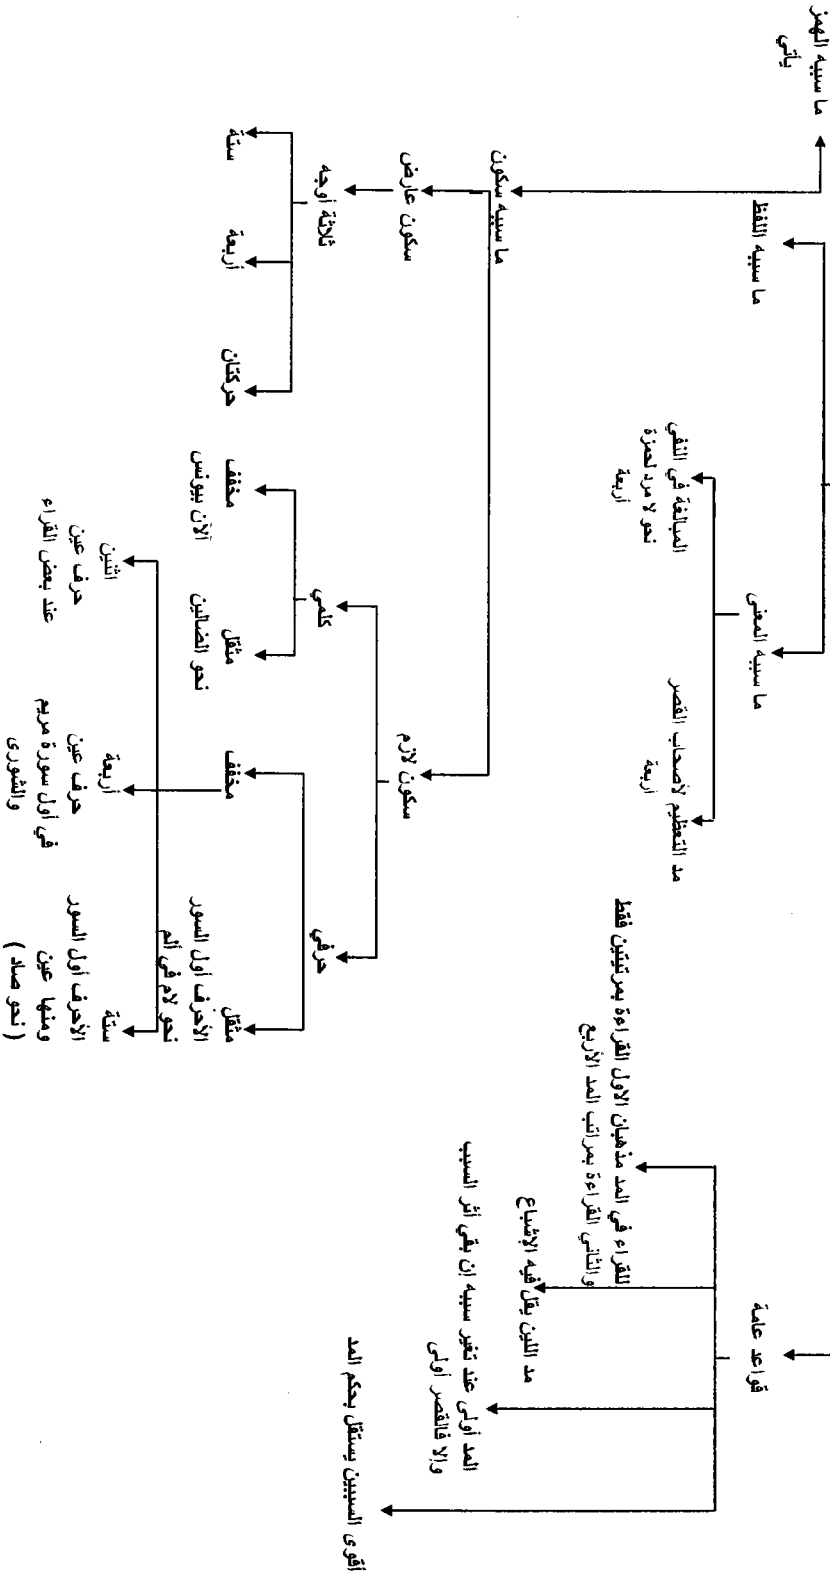 قواعد عامة
للقراء في المد مذهبان الاول القراءة بمرتبتين فقط
والثاني القراءة بمراتب المد الأربع
مد اللين يقل فيه الإشباع
المد أولى عند تغير سببه إن بقي أثر السبب
وإلا فالقصر أولى
أقوى السببين يستقل بحكم المد
ما سببه اللفظ
ما سببه المعنى
المبالغة في النفي
نحو لا مرد لحمزة
أربعة
مد التعظيم لأصحاب القصر
أربعة
ما سببه الهمز
يأتي
ما سببه سكون
سكون عارض
ثلاثة أوجه
ستة
أربعة
حركتان
سكون لازم
كلمي
مخفف
آلآن بيونس
مثقل
نحو الضالين
حرفي
مخفف
مثقل
الأحرف أول السور
نحو لام في ألم
اثنين
حرف عين
عند بعض القراء
أربعة
حرف عين
في أول سورة مريم
والشورى
ستة
الأحرف أول السور
ومنها عين
( نحو صاد )